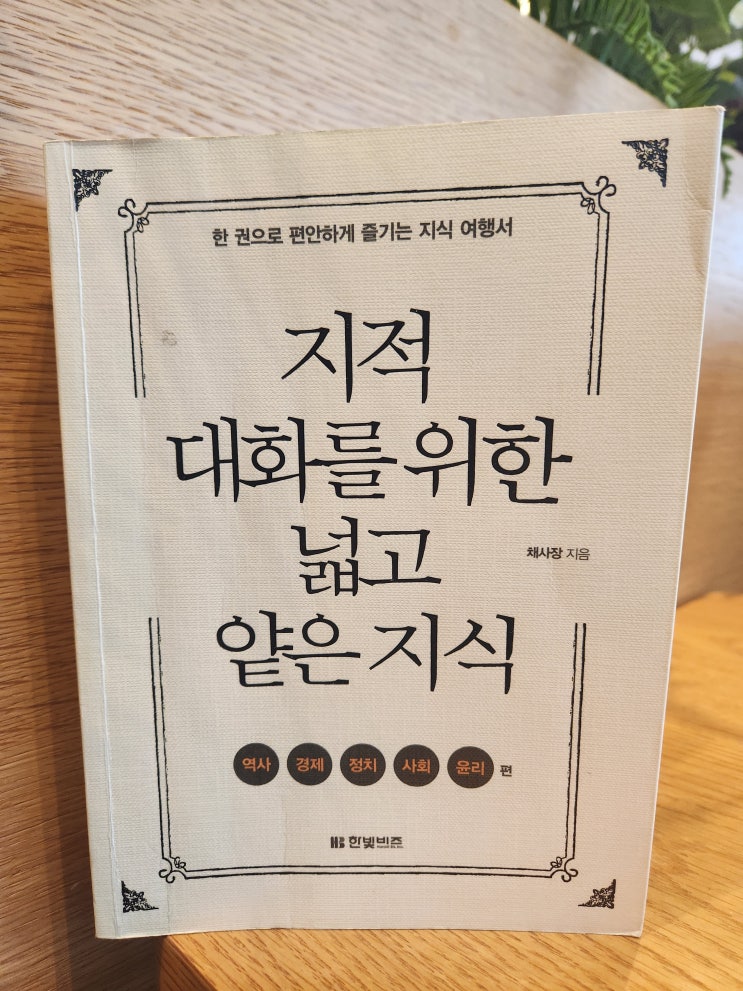 한 권으로 편안하게 즐기는 지식 여행서
지적
대화를 위한
넓고
채사장 지음
얕은 지식
역사 경제 정치 사회 윤리 편
HB 한빛비즈